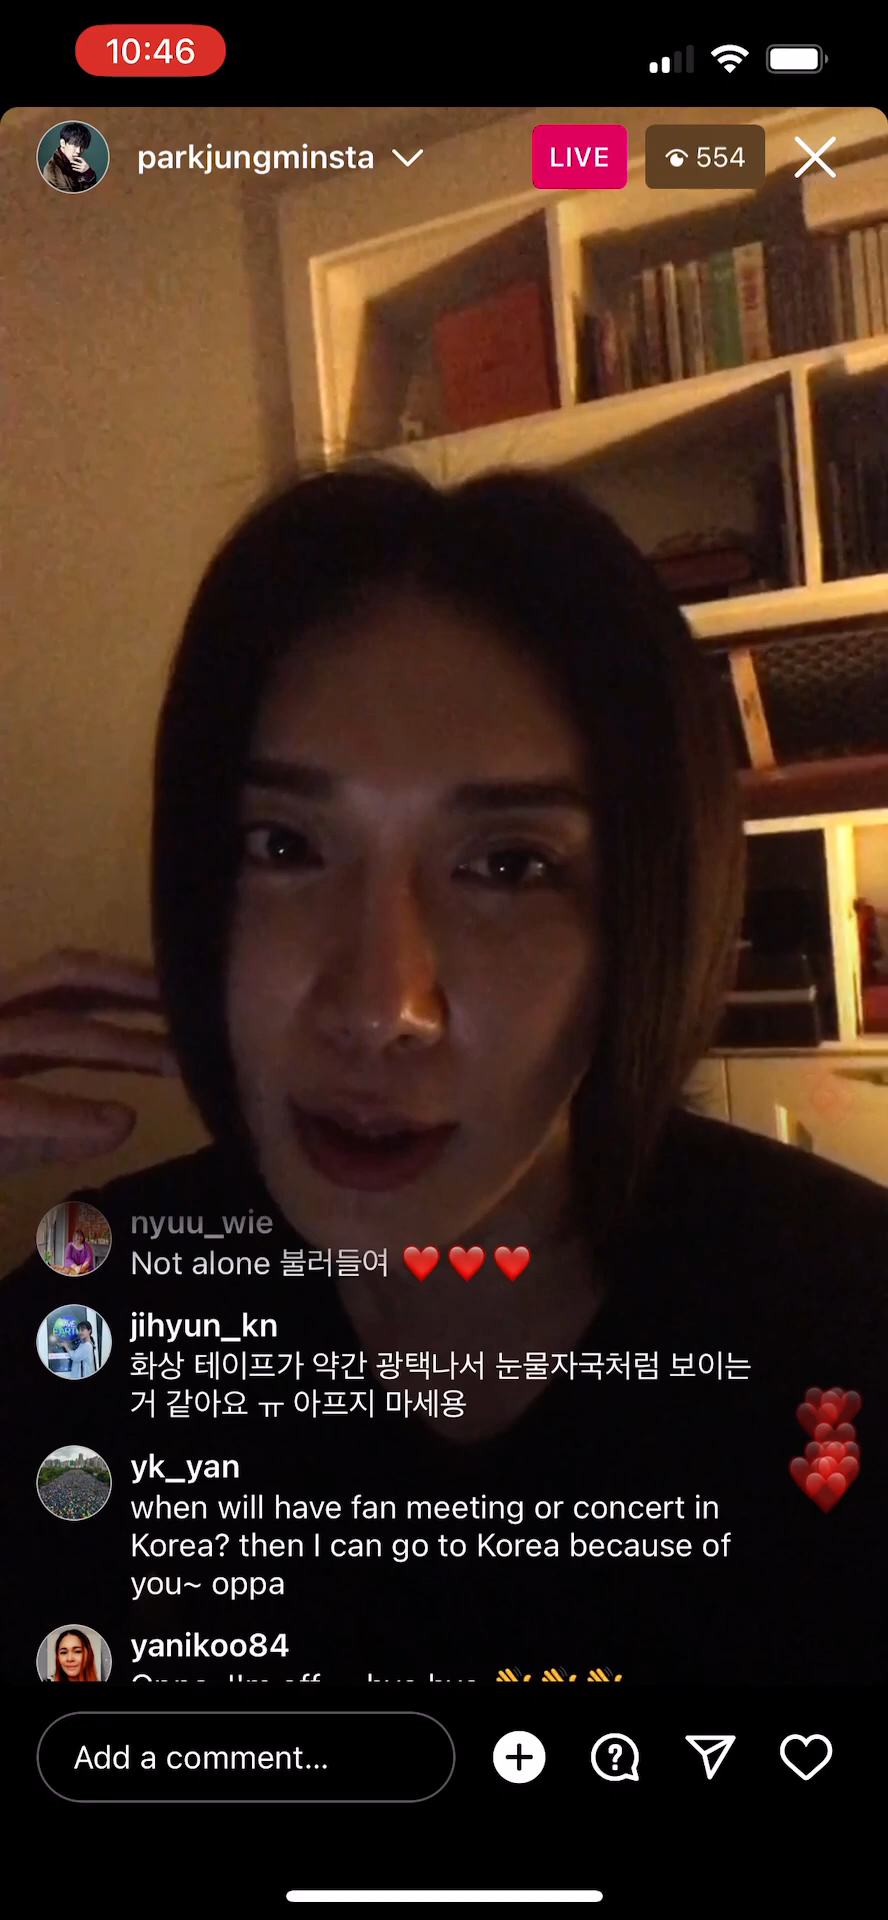 10:46
parkjungminsta
LIVE
554
nyuu_wie
Not alone 불러들여 ❤️ ❤️ ❤️
jihyun_kn
화상 테이프가 약간 광택나서 눈물자국처럼 보이는
거 같아요 ㅠ 아프지 마세용
yk_yan
when will have fan meeting or concert in
Korea? then I can go to Korea because of
you~ oppa
yanikoo84
Add a comment...